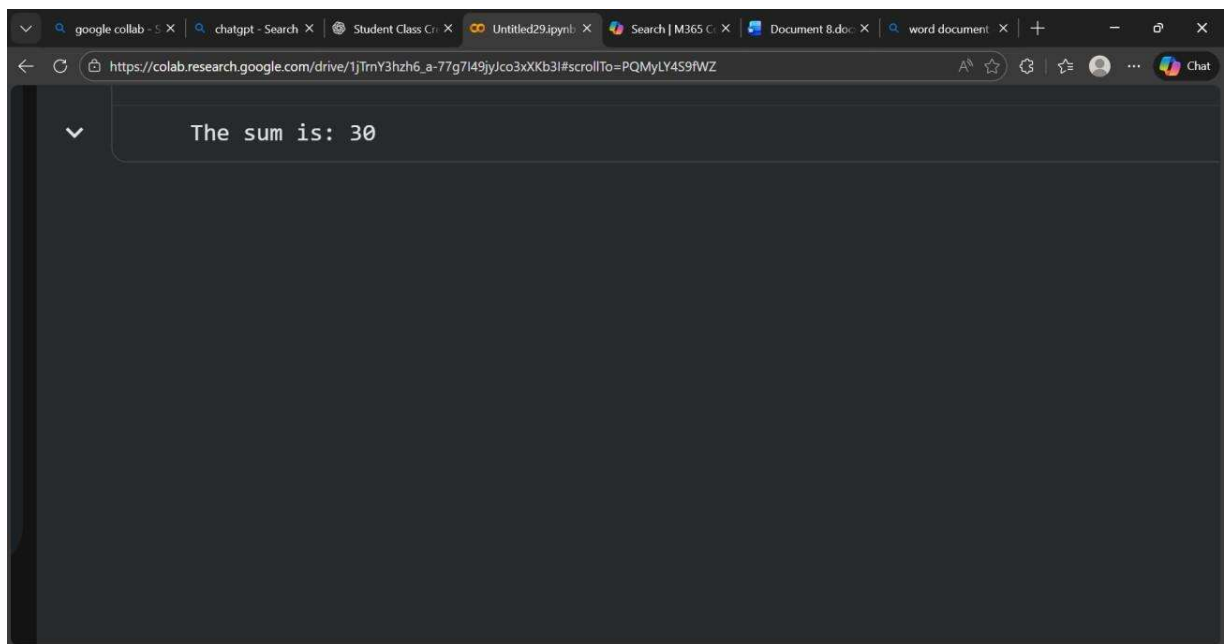 google collab - S
chatgpt - Search
Student Class Cr
Untitled29.ipynb
Search | M365 C
Document 8.doc
word document
https://colab.research.google.com/drive/1jTrnY3hzh6_a-77g7I49jyJco3xXKb3I#scrollTo=PQMyLY4S9fWZ
Chat
The sum is: 30